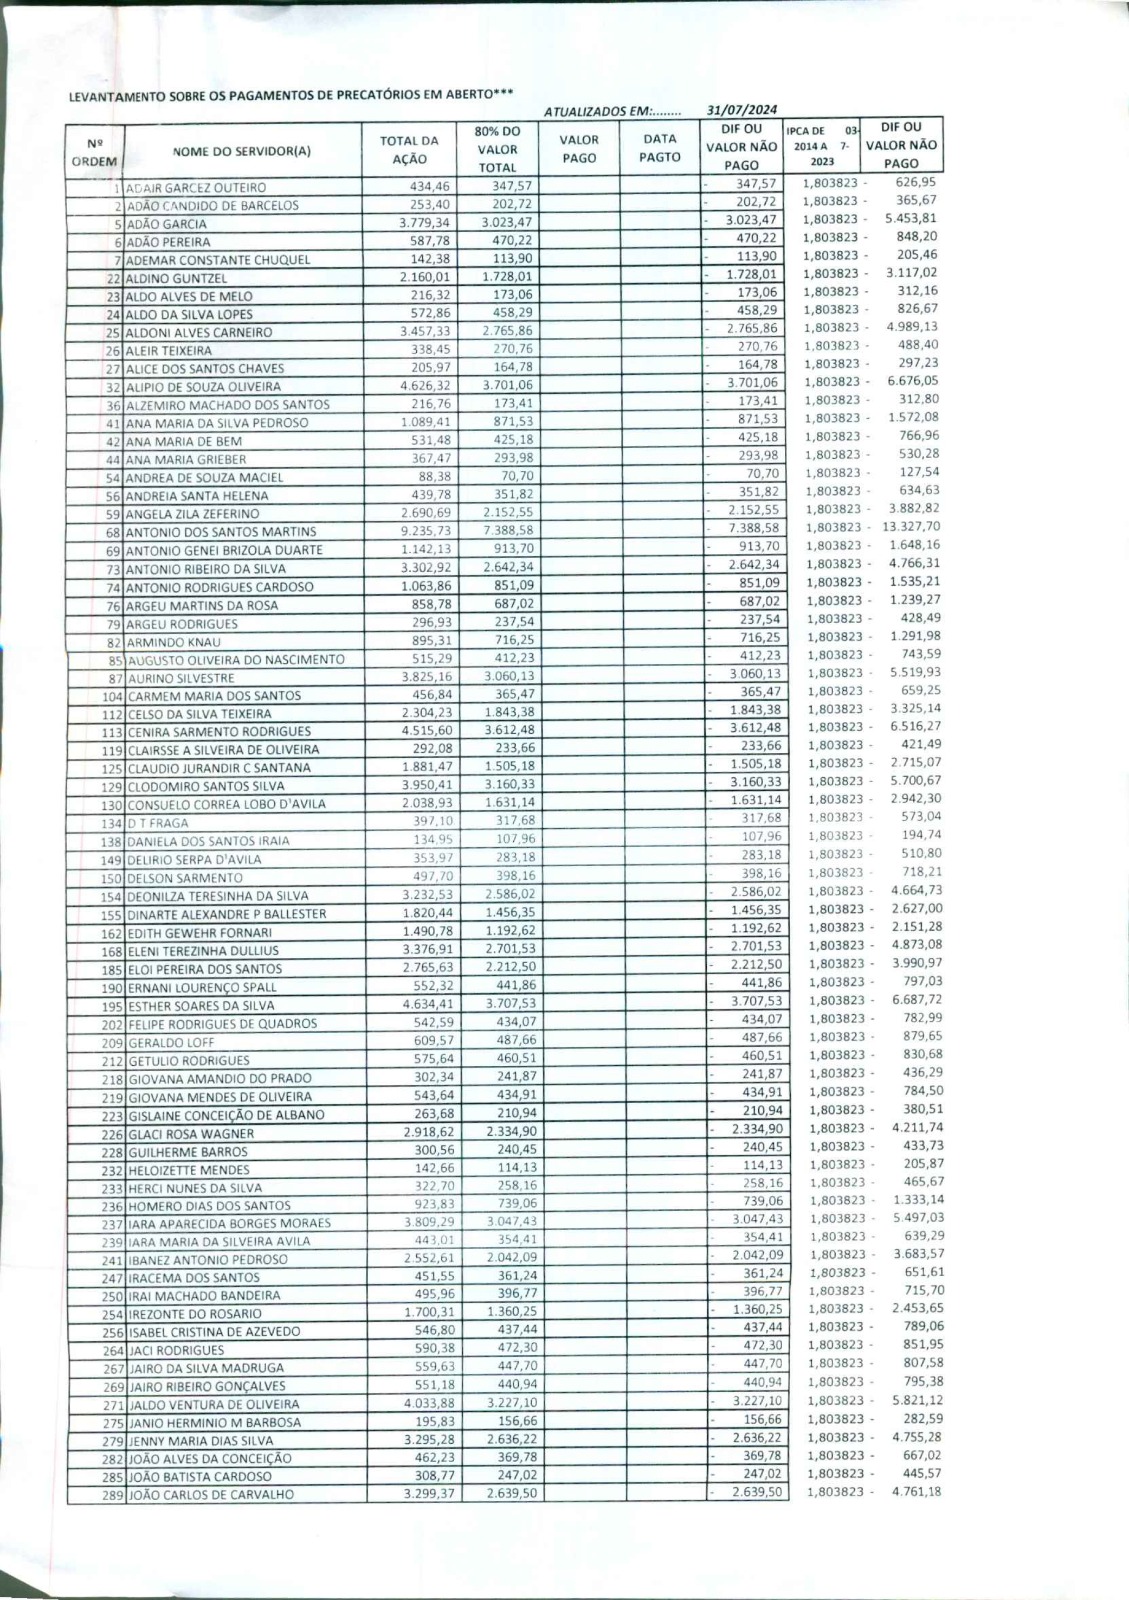 LEVANTAMENTO SOBRE OS PAGAMENTOS DE PRECATÓRIOS EM ABERTO***
ATUALIZADOS EM:........ 31/07/2024
Nº ORDEM NOME DO SERVIDOR(A) TOTAL DA AÇÃO 80% DO VALOR TOTAL VALOR PAGO DATA PAGTO DIF OU VALOR NÃO PAGO IPCA DE 03-2014 A 7-2023 DIF OU VALOR NÃO PAGO
1 ADAIR GARCEZ OUTEIRO 434,46 347,57 - 347,57 1,803823 - 626,95
2 ADÃO CANDIDO DE BARCELOS 253,40 202,72 - 202,72 1,803823 - 365,67
5 ADÃO GARCIA 3.779,34 3.023,47 - 3.023,47 1,803823 - 5.453,81
6 ADÃO PEREIRA 587,78 470,22 - 470,22 1,803823 - 848,20
7 ADEMAR CONSTANTE CHUQUEL 142,38 113,90 - 113,90 1,803823 - 205,46
22 ALDINO GUNTZEL 2.160,01 1.728,01 - 1.728,01 1,803823 - 3.117,02
23 ALDO ALVES DE MELO 216,32 173,06 - 173,06 1,803823 - 312,16
24 ALDO DA SILVA LOPES 572,86 458,29 - 458,29 1,803823 - 826,67
25 ALDONI ALVES CARNEIRO 3.457,33 2.765,86 - 2.765,86 1,803823 - 4.989,13
26 ALEIR TEIXEIRA 338,45 270,76 - 270,76 1,803823 - 488,40
27 ALICE DOS SANTOS CHAVES 205,97 164,78 - 164,78 1,803823 - 297,23
32 ALIPIO DE SOUZA OLIVEIRA 4.626,32 3.701,06 - 3.701,06 1,803823 - 6.676,05
36 ALZEMIRO MACHADO DOS SANTOS 216,76 173,41 - 173,41 1,803823 - 312,80
41 ANA MARIA DA SILVA PEDROSO 1.089,41 871,53 - 871,53 1,803823 - 1.572,08
42 ANA MARIA DE BEM 531,48 425,18 - 425,18 1,803823 - 766,96
44 ANA MARIA GRIEBER 367,47 293,98 - 293,98 1,803823 - 530,28
54 ANDREA DE SOUZA MACIEL 88,38 70,70 - 70,70 1,803823 - 127,54
56 ANDREIA SANTA HELENA 439,78 351,82 - 351,82 1,803823 - 634,63
59 ANGELA ZILA ZEFERINO 2.690,69 2.152,55 - 2.152,55 1,803823 - 3.882,82
68 ANTONIO DOS SANTOS MARTINS 9.235,73 7.388,58 - 7.388,58 1,803823 - 13.327,70
69 ANTONIO GENEI BRIZOLA DUARTE 1.142,13 913,70 - 913,70 1,803823 - 1.648,16
73 ANTONIO RIBEIRO DA SILVA 3.302,92 2.642,34 - 2.642,34 1,803823 - 4.766,31
74 ANTONIO RODRIGUES CARDOSO 1.063,86 851,09 - 851,09 1,803823 - 1.535,21
76 ARGEU MARTINS DA ROSA 858,78 687,02 - 687,02 1,803823 - 1.239,27
79 ARGEU RODRIGUES 296,93 237,54 - 237,54 1,803823 - 428,49
82 ARMINDO KNAU 895,31 716,25 - 716,25 1,803823 - 1.291,98
85 AUGUSTO OLIVEIRA DO NASCIMENTO 515,29 412,23 - 412,23 1,803823 - 743,59
87 AURINO SILVESTRE 3.825,16 3.060,13 - 3.060,13 1,803823 - 5.519,93
104 CARMEM MARIA DOS SANTOS 456,84 365,47 - 365,47 1,803823 - 659,25
112 CELSO DA SILVA TEIXEIRA 2.304,23 1.843,38 - 1.843,38 1,803823 - 3.325,14
113 CENIRA SARMENTO RODRIGUES 4.515,60 3.612,48 - 3.612,48 1,803823 - 6.516,27
119 CLAIRSSE A SILVEIRA DE OLIVEIRA 292,08 233,66 - 233,66 1,803823 - 421,49
125 CLAUDIO JURANDIR C SANTANA 1.881,47 1.505,18 - 1.505,18 1,803823 - 2.715,07
129 CLODOMIRO SANTOS SILVA 3.950,41 3.160,33 - 3.160,33 1,803823 - 5.700,67
130 CONSUELO CORREA LOBO D'AVILA 2.038,93 1.631,14 - 1.631,14 1,803823 - 2.942,30
134 D T FRAGA 397,10 317,68 - 317,68 1,803823 - 573,04
138 DANIELA DOS SANTOS IRAIA 134,95 107,96 - 107,96 1,803823 - 194,74
149 DELIRIO SERPA D'AVILA 353,97 283,18 - 283,18 1,803823 - 510,80
150 DELSON SARMENTO 497,70 398,16 - 398,16 1,803823 - 718,21
154 DEONILZA TERESINHA DA SILVA 3.232,53 2.586,02 - 2.586,02 1,803823 - 4.664,73
155 DINARTE ALEXANDRE P BALLESTER 1.820,44 1.456,35 - 1.456,35 1,803823 - 2.627,00
162 EDITH GEWEHR FORNARI 1.490,78 1.192,62 - 1.192,62 1,803823 - 2.151,28
168 ELENI TEREZINHA DULLIUS 3.376,91 2.701,53 - 2.701,53 1,803823 - 4.873,08
185 ELOI PEREIRA DOS SANTOS 2.765,63 2.212,50 - 2.212,50 1,803823 - 3.990,97
190 ERNANI LOURENÇO SPALL 552,32 441,86 - 441,86 1,803823 - 797,03
195 ESTHER SOARES DA SILVA 4.634,41 3.707,53 - 3.707,53 1,803823 - 6.687,72
202 FELIPE RODRIGUES DE QUADROS 542,59 434,07 - 434,07 1,803823 - 782,99
209 GERALDO LOFF 609,57 487,66 - 487,66 1,803823 - 879,65
212 GETULIO RODRIGUES 575,64 460,51 - 460,51 1,803823 - 830,68
218 GIOVANA AMANDIO DO PRADO 302,34 241,87 - 241,87 1,803823 - 436,29
219 GIOVANA MENDES DE OLIVEIRA 543,64 434,91 - 434,91 1,803823 - 784,50
223 GISLAINE CONCEIÇÃO DE ALBANO 263,68 210,94 - 210,94 1,803823 - 380,51
226 GLACI ROSA WAGNER 2.918,62 2.334,90 - 2.334,90 1,803823 - 4.211,74
228 GUILHERME BARROS 300,56 240,45 - 240,45 1,803823 - 433,73
232 HELOIZETTE MENDES 142,66 114,13 - 114,13 1,803823 - 205,87
233 HERCI NUNES DA SILVA 322,70 258,16 - 258,16 1,803823 - 465,67
236 HOMERO DIAS DOS SANTOS 923,83 739,06 - 739,06 1,803823 - 1.333,14
237 IARA APARECIDA BORGES MORAES 3.809,29 3.047,43 - 3.047,43 1,803823 - 5.497,03
239 IARA MARIA DA SILVEIRA AVILA 443,01 354,41 - 354,41 1,803823 - 639,29
241 IBANEZ ANTONIO PEDROSO 2.552,61 2.042,09 - 2.042,09 1,803823 - 3.683,57
247 IRACEMA DOS SANTOS 451,55 361,24 - 361,24 1,803823 - 651,61
250 IRAI MACHADO BANDEIRA 495,96 396,77 - 396,77 1,803823 - 715,70
254 IREZONTE DO ROSARIO 1.700,31 1.360,25 - 1.360,25 1,803823 - 2.453,65
256 ISABEL CRISTINA DE AZEVEDO 546,80 437,44 - 437,44 1,803823 - 789,06
264 JACI RODRIGUES 590,38 472,30 - 472,30 1,803823 - 851,95
267 JAIRO DA SILVA MADRUGA 559,63 447,70 - 447,70 1,803823 - 807,58
269 JAIRO RIBEIRO GONÇALVES 551,18 440,94 - 440,94 1,803823 - 795,38
271 JALDO VENTURA DE OLIVEIRA 4.033,88 3.227,10 - 3.227,10 1,803823 - 5.821,12
275 JANIO HERMINIO M BARBOSA 195,83 156,66 - 156,66 1,803823 - 282,59
279 JENNY MARIA DIAS SILVA 3.295,28 2.636,22 - 2.636,22 1,803823 - 4.755,28
282 JOÃO ALVES DA CONCEIÇÃO 462,23 369,78 - 369,78 1,803823 - 667,02
285 JOÃO BATISTA CARDOSO 308,77 247,02 - 247,02 1,803823 - 445,57
289 JOÃO CARLOS DE CARVALHO 3.299,37 2.639,50 - 2.639,50 1,803823 - 4.761,18